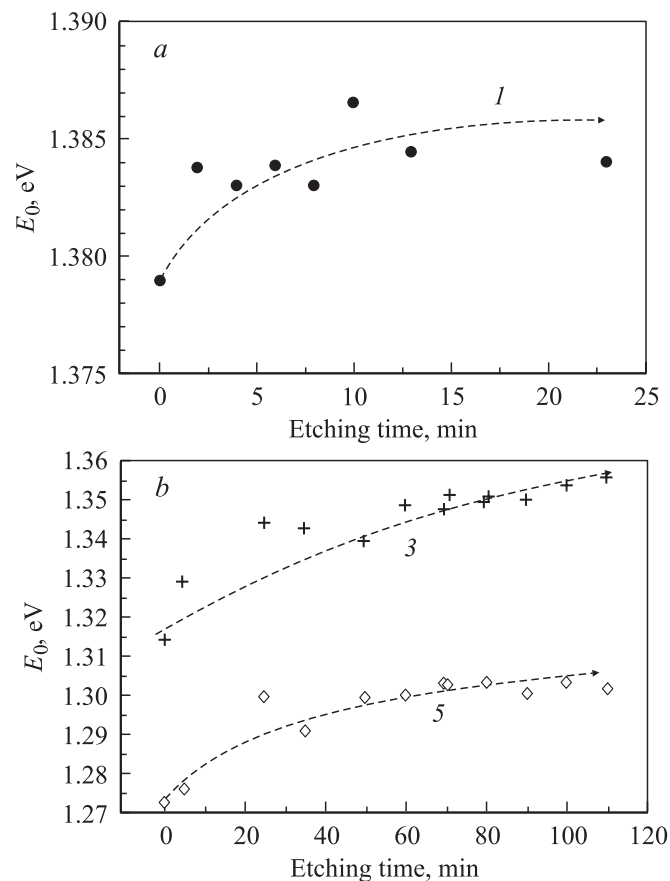 1.390
a
1
1.385
E0, eV
1.380
1.375
0 5 10 15 20 25
Etching time, min
1.36
b
1.35
1.34
3
1.33
E0, eV
1.32
1.31
1.30
5
1.29
1.28
1.27
0 20 40 60 80 100 120
Etching time, min